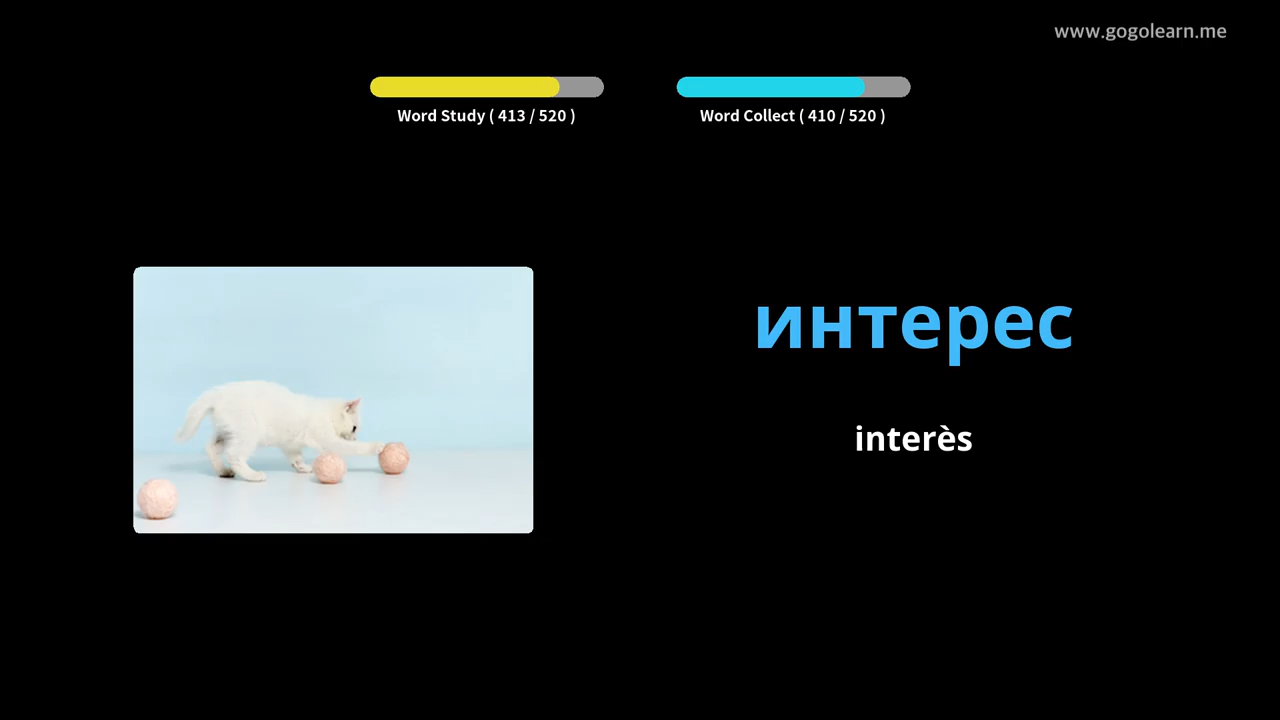 www.gogolearn.me
Word Study ( 413 / 520 )
Word Collect ( 410 / 520 )
интерес
interès